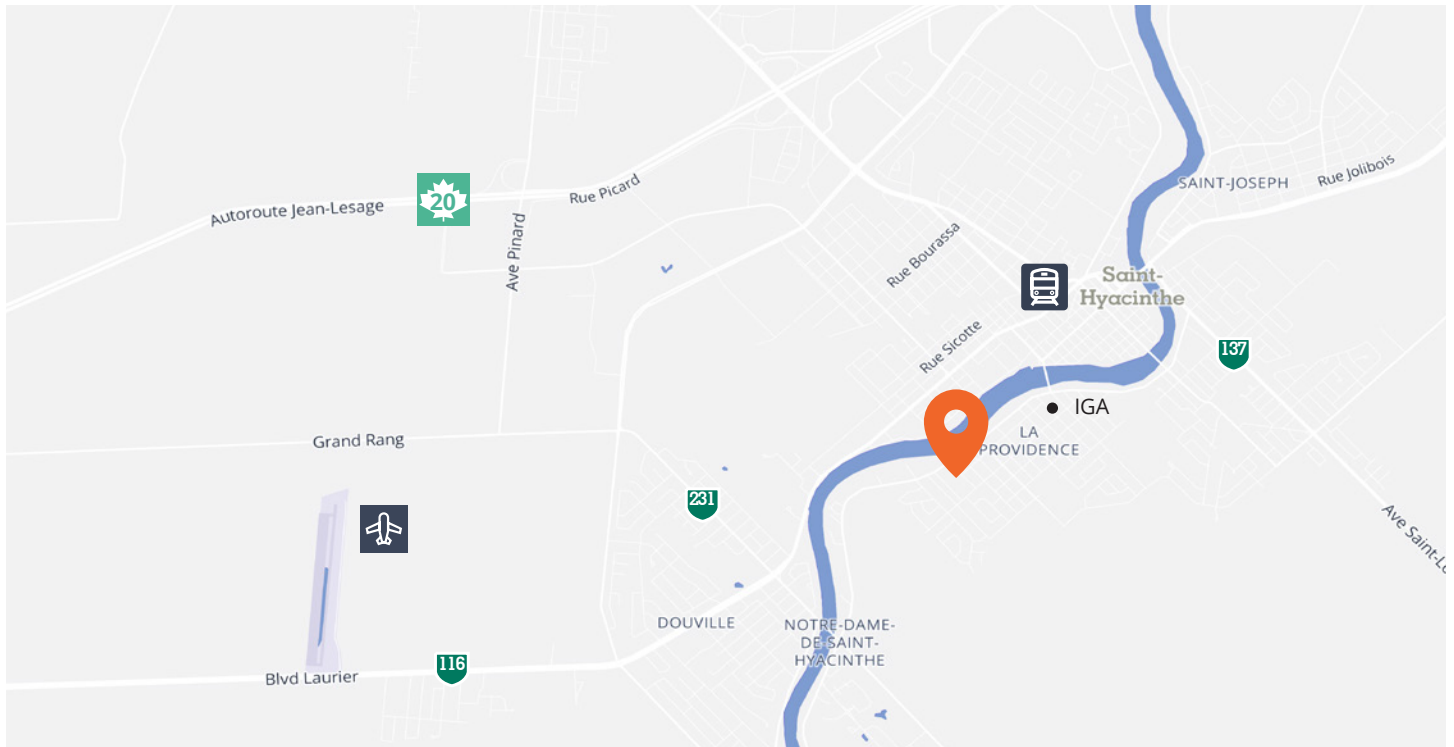 SAINT-JOSEPH
Rue Jolibois
Autoroute Jean-Lesage
20
Rue Picard
Ave Pinard
Rue Bourassa
Saint-
Hyacinthe
Rue Sicotte
137
IGA
LA
PROVIDENCE
Grand Rang
231
Ave Saint-L
DOUVILLE
NOTRE-DAME-
DE-SAINT-
HYACINTHE
Blvd Laurier
116